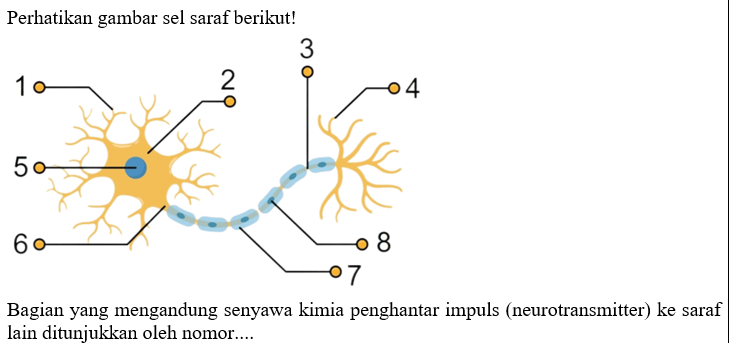 Perhatikan gambar sel saraf berikut!
3
1
2
4
5
6
8
7
Bagian yang mengandung senyawa kimia penghantar impuls (neurotransmitter) ke saraf
lain ditunjukkan oleh nomor....